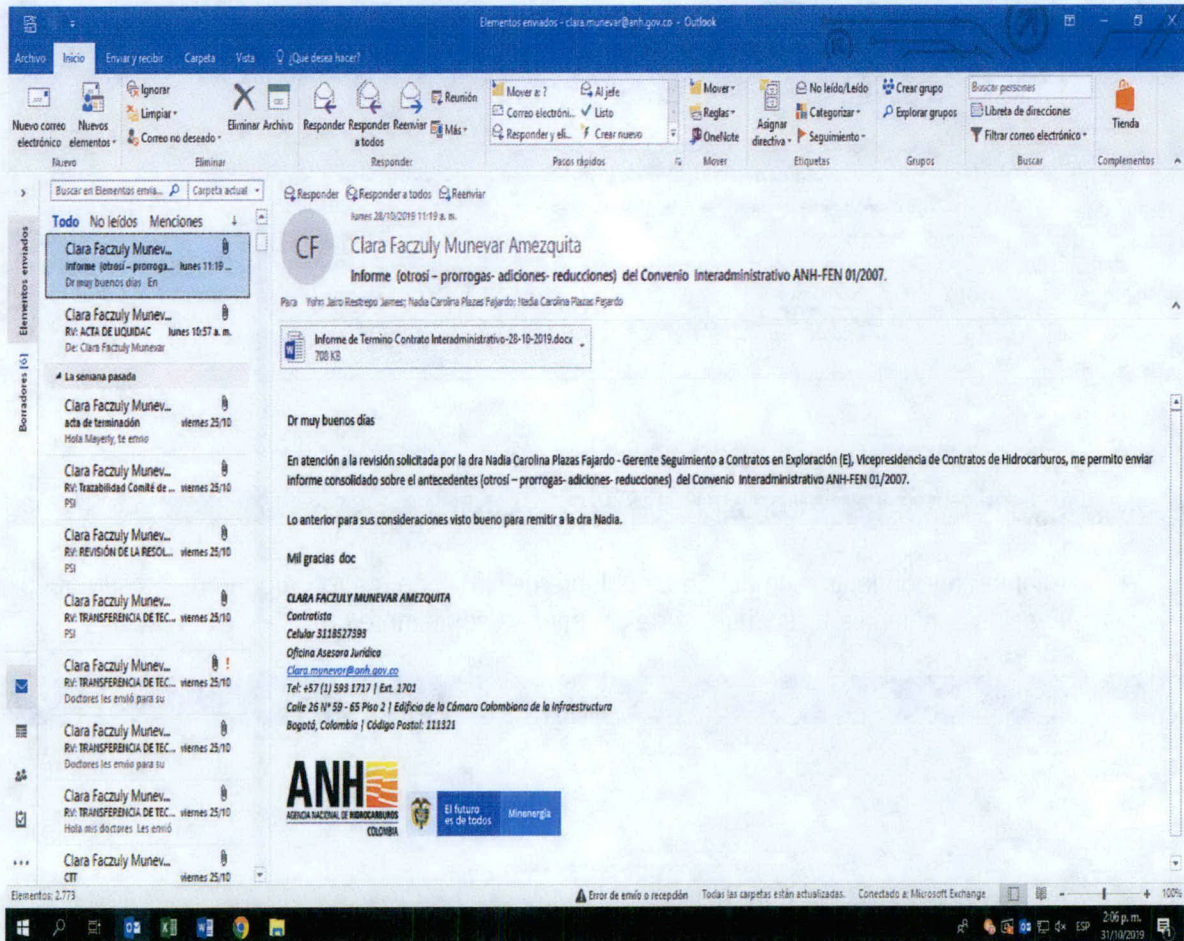 Elementos enviados - clara.munevar@anh.gov.co - Outlook
Archivo Inicio Enviar y recibir Carpeta Vista ¿Qué desea hacer?
Nuevo correo electrónico
Nuevos elementos
Nuevo
Ignorar
Limpiar
Correo no deseado
Eliminar Archivo
Eliminar
Responder Responder a todos Reenviar
Reunión
Más
Responder
Mover a: ?
Al jefe
Correo electróni...
Listo
Responder y eli...
Crear nuevo
Pasos rápidos
Mover
Reglas
OneNote
Mover
Asignar directiva
No leído/Leído
Categorizar
Seguimiento
Etiquetas
Crear grupo
Explorar grupos
Grupos
Buscar personas
Libreta de direcciones
Filtrar correo electrónico
Buscar
Tienda
Complementos
Elementos enviados
Borradores [6]
Buscar en Elementos envia... Carpeta actual
Todo No leídos Menciones
Clara Faczuly Munev...
Informe (otrosí – prorroga... lunes 11:19 ...
Dr muy buenos días En
Clara Faczuly Munev...
RV: ACTA DE LIQUIDAC lunes 10:57 a. m.
De: Clara Faczuly Munevar
La semana pasada
Clara Faczuly Munev...
acta de terminación viernes 25/10
Hola Mayerly, te envio
Clara Faczuly Munev...
RV: Trazabilidad Comité de ... viernes 25/10
PSI
Clara Faczuly Munev...
RV: REVISIÓN DE LA RESOL... viernes 25/10
PSI
Clara Faczuly Munev...
RV: TRANSFERENCIA DE TEC... viernes 25/10
PSI
Clara Faczuly Munev...
RV: TRANSFERENCIA DE TEC... viernes 25/10
Doctores les envió para su
Clara Faczuly Munev...
RV: TRANSFERENCIA DE TEC... viernes 25/10
Doctores les envio para su
Clara Faczuly Munev...
RV: TRANSFERENCIA DE TEC... viernes 25/10
Hola mis doctores Les envió
Clara Faczuly Munev...
CTT viernes 25/10
Responder Responder a todos Reenviar
lunes 28/10/2019 11:19 a. m.
CF
Clara Faczuly Munevar Amezquita
Informe (otrosí – prorrogas- adiciones- reducciones) del Convenio Interadministrativo ANH-FEN 01/2007.
Para Yohn Jairo Restrepo Jaimes; Nadia Carolina Plazas Fajardo; Nadia Carolina Plazas Fajardo
Informe de Termino Contrato Interadministrativo-28-10-2019.docx
708 KB
Dr muy buenos días
En atención a la revisión solicitada por la dra Nadia Carolina Plazas Fajardo - Gerente Seguimiento a Contratos en Exploración (E), Vicepresidencia de Contratos de Hidrocarburos, me permito enviar
informe consolidado sobre el antecedentes (otrosí – prorrogas- adiciones- reducciones) del Convenio Interadministrativo ANH-FEN 01/2007.
Lo anterior para sus consideraciones visto bueno para remitir a la dra Nadia.
Mil gracias doc
CLARA FACZULY MUNEVAR AMEZQUITA
Contratista
Celular 3118527393
Oficina Asesora Jurídica
Clara.munevar@anh.gov.co
Tel: +57 (1) 593 1717 | Ext. 1701
Calle 26 N° 59 - 65 Piso 2 | Edificio de la Cámara Colombiana de la Infraestructura
Bogotá, Colombia | Código Postal: 111321
ANH
AGENCIA NACIONAL DE HIDROCARBUROS
COLOMBIA
El futuro es de todos
Minenergía
Elementos: 2.773
Error de envío o recepción Todas las carpetas están actualizadas. Conectado a: Microsoft Exchange 100%
ESP
2:06 p. m.
31/10/2019